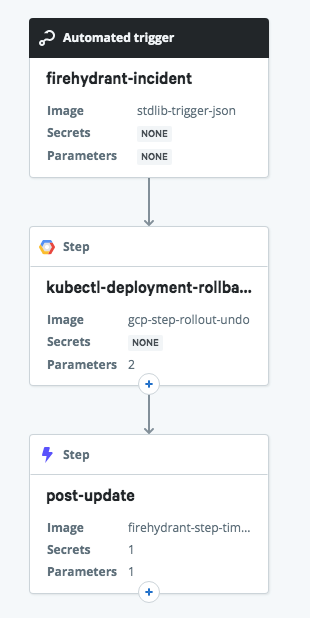 Automated trigger
firehydrant-incident
Image stdlib-trigger-json
Secrets NONE
Parameters NONE
Step
kubectl-deployment-rollba...
Image gcp-step-rollout-undo
Secrets NONE
Parameters 2
+
Step
post-update
Image firehydrant-step-tim...
Secrets 1
Parameters 1
+